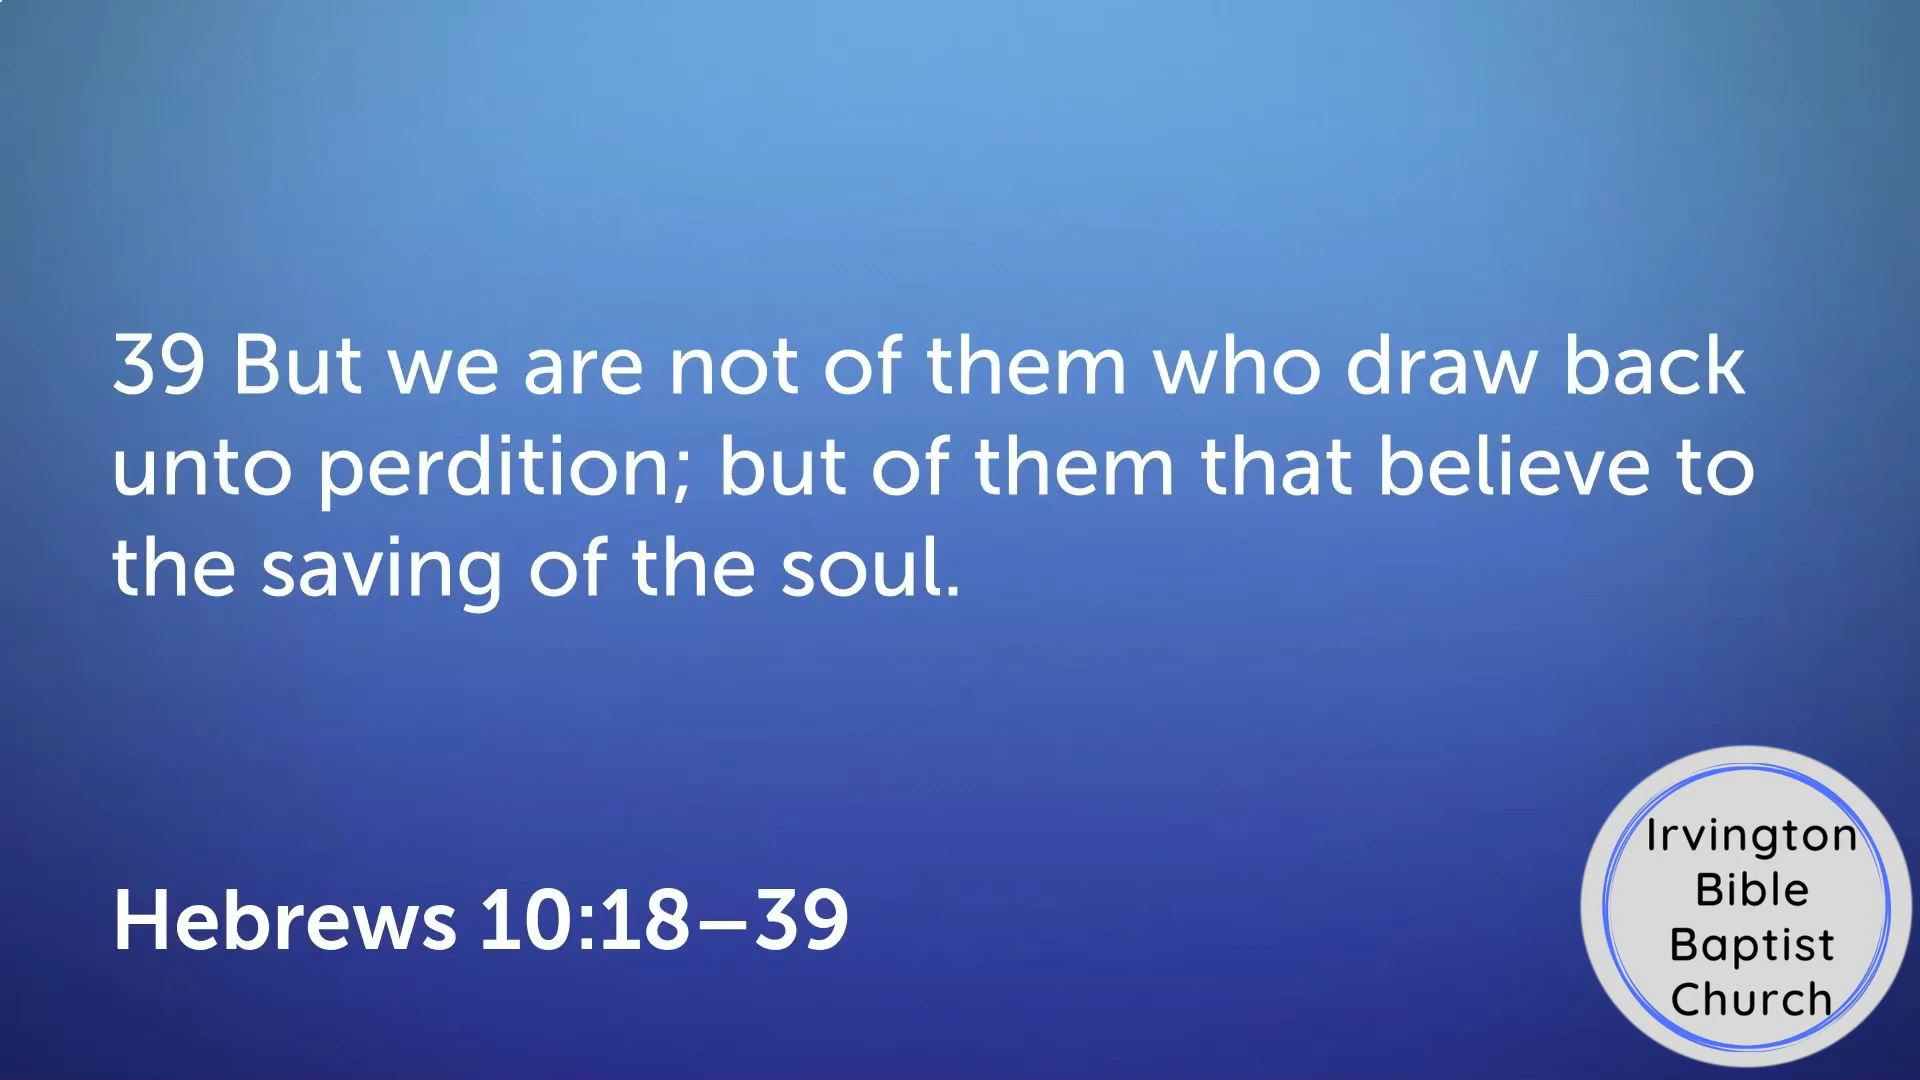 39 But we are not of them who draw back
unto perdition; but of them that believe to
the saving of the soul.
Hebrews 10:18–39
Irvington
Bible
Baptist
Church